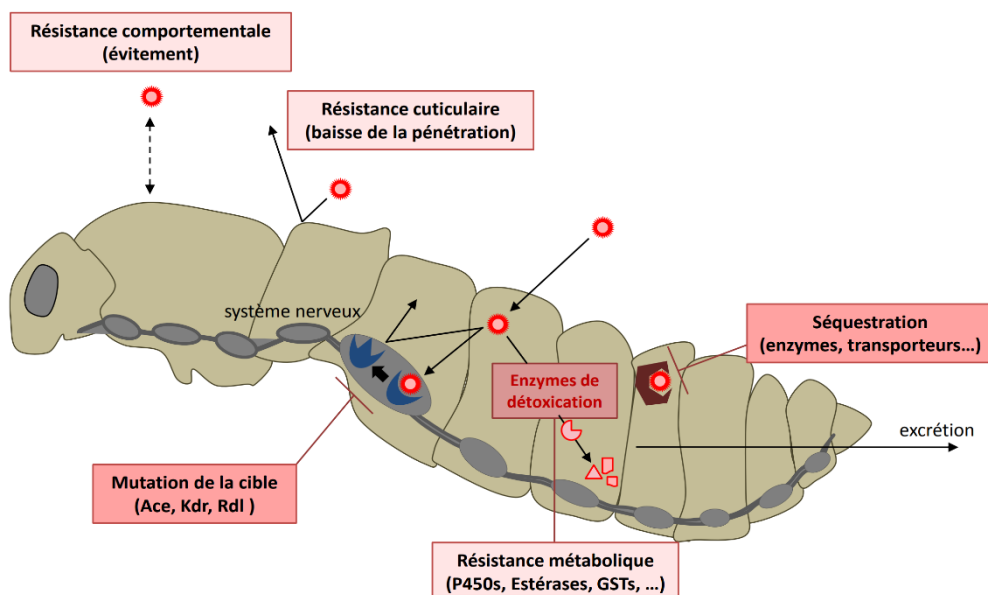 Résistance comportementale
(évitement)
Résistance cuticulaire
(baisse de la pénétration)
système nerveux
Séquestration
(enzymes, transporteurs...)
Enzymes de
détoxication
excrétion
Mutation de la cible
(Ace, Kdr, Rdl )
Résistance métabolique
(P450s, Estérases, GSTs, ...)